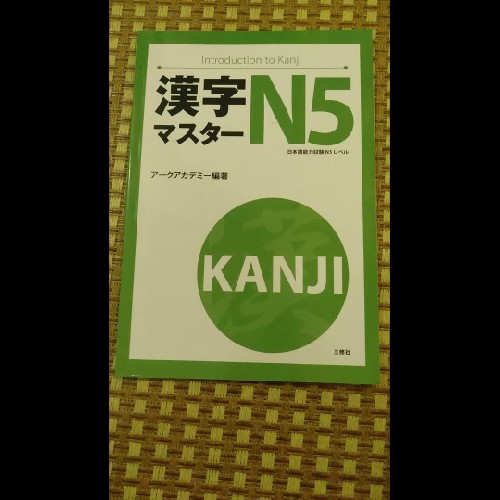 Introduction to Kanji
漢字
マスター
N5
日本語能力試験N5レベル
アークアカデミー編著
KANJI
三修社